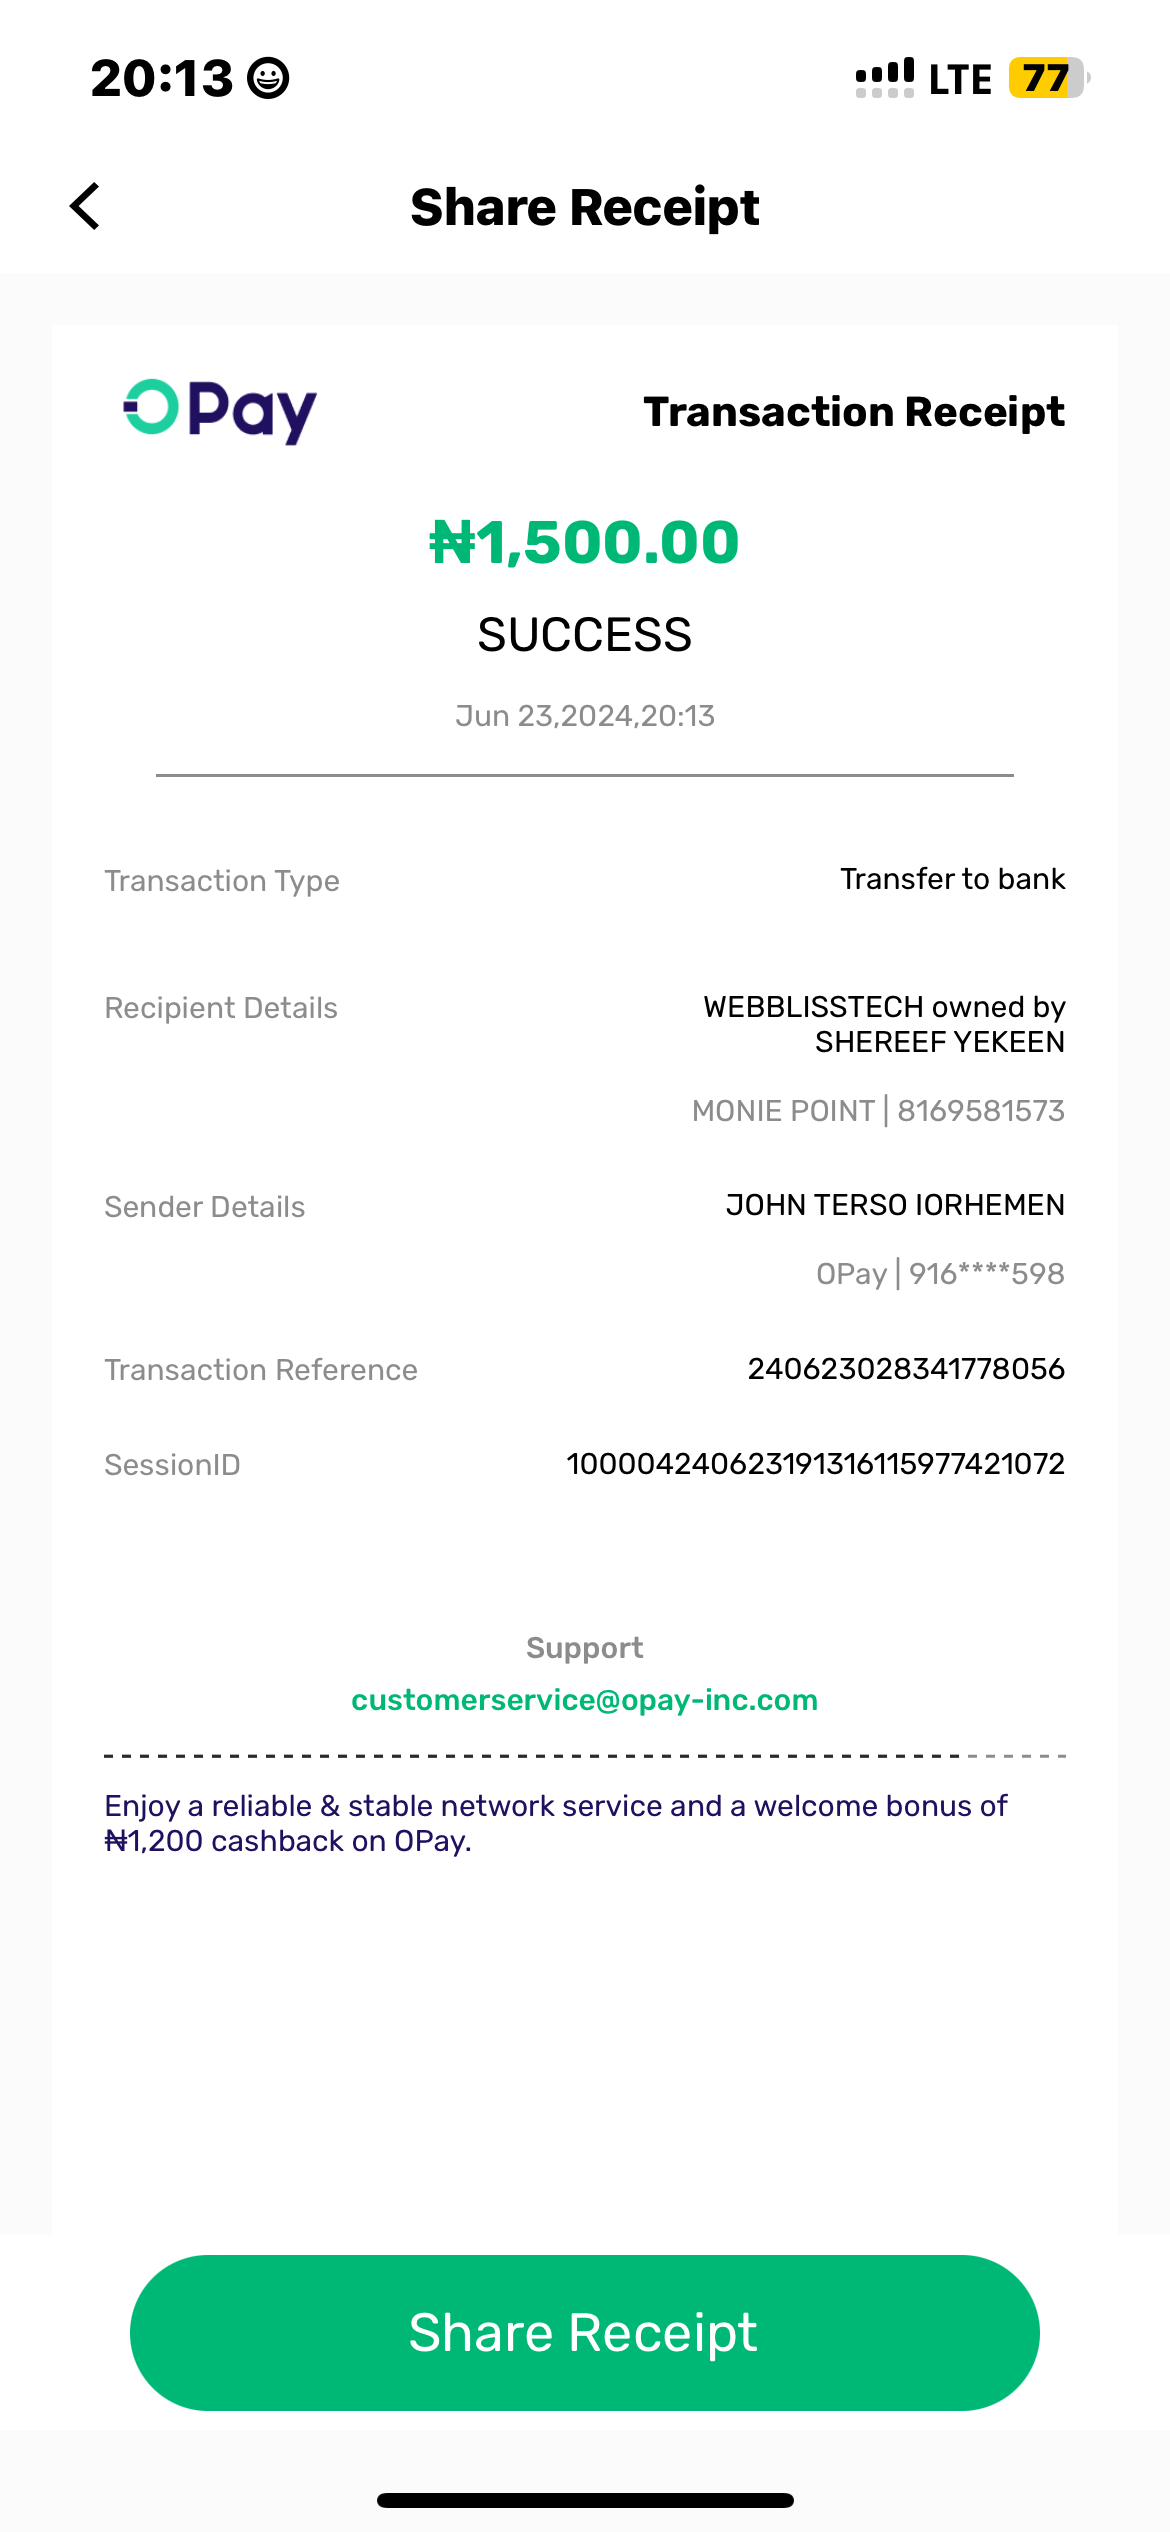 20:13
LTE 77
Share Receipt
OPay
Transaction Receipt
₦1,500.00
SUCCESS
Jun 23,2024,20:13
Transaction Type
Transfer to bank
Recipient Details
WEBBLISSTECH owned by
SHEREEF YEKEEN
MONIE POINT | 8169581573
Sender Details
JOHN TERSO IORHEMEN
OPay | 916****598
Transaction Reference
240623028341778056
SessionID
100004240623191316115977421072
Support
customerservice@opay-inc.com
Enjoy a reliable & stable network service and a welcome bonus of
₦1,200 cashback on OPay.
Share Receipt